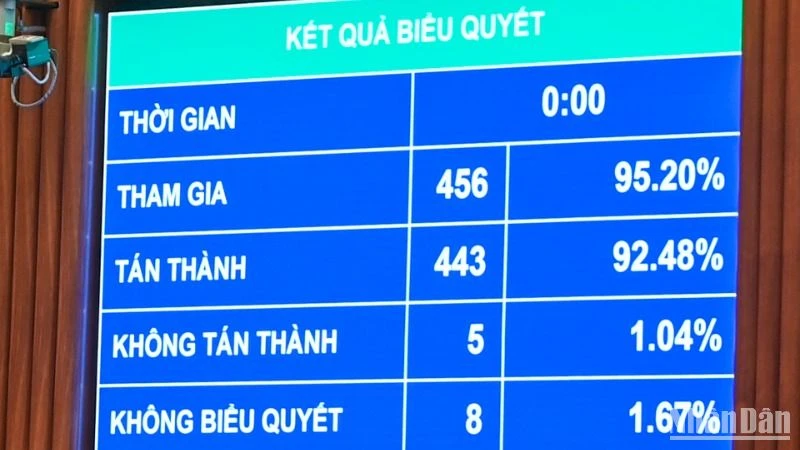 KẾT QUẢ BIỂU QUYẾT
THỜI GIAN 0:00
THAM GIA 456 95.20%
TÁN THÀNH 443 92.48%
KHÔNG TÁN THÀNH 5 1.04%
KHÔNG BIỂU QUYẾT 8 1.67%
NhânDân